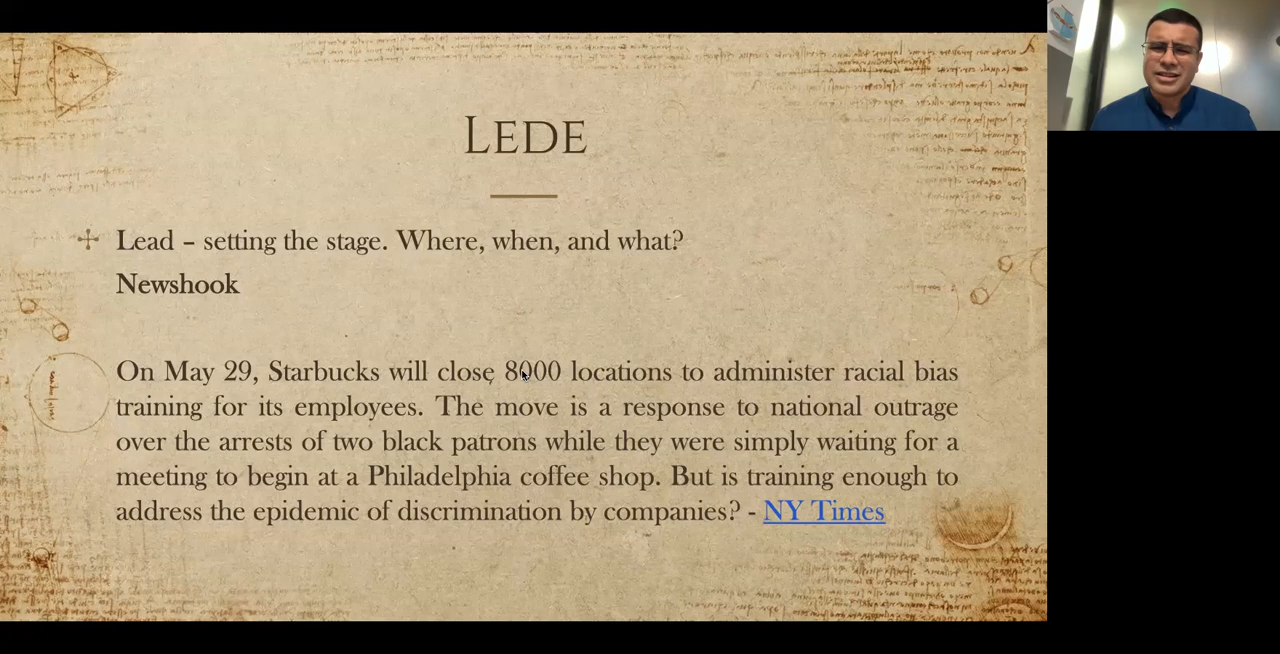 LEDE
Lead – setting the stage. Where, when, and what?
Newshook
On May 29, Starbucks will close 8000 locations to administer racial bias
training for its employees. The move is a response to national outrage
over the arrests of two black patrons while they were simply waiting for a
meeting to begin at a Philadelphia coffee shop. But is training enough to
address the epidemic of discrimination by companies? - NY Times